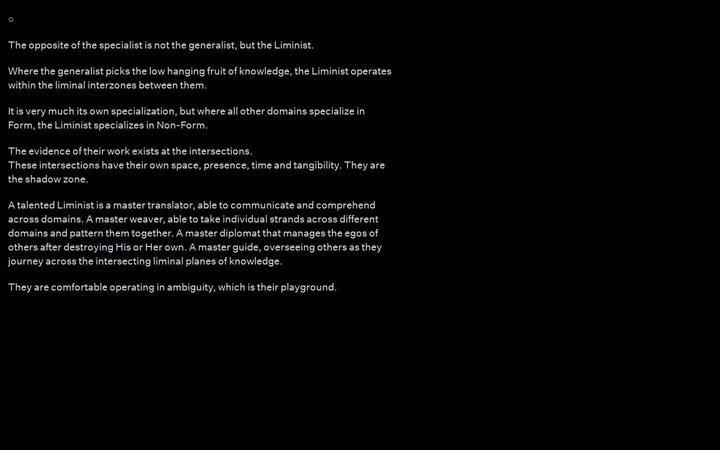 The opposite of the specialist is not the generalist, but the Liminist.
Where the generalist picks the low hanging fruit of knowledge, the Liminist operates
within the liminal interzones between them.
It is very much its own specialization, but where all other domains specialize in
Form, the Liminist specializes in Non-Form.
The evidence of their work exists at the intersections.
These intersections have their own space, presence, time and tangibility. They are
the shadow zone.
A talented Liminist is a master translator, able to communicate and comprehend
across domains. A master weaver, able to take individual strands across different
domains and pattern them together. A master diplomat that manages the egos of
others after destroying His or Her own. A master guide, overseeing others as they
journey across the intersecting liminal planes of knowledge.
They are comfortable operating in ambiguity, which is their playground.